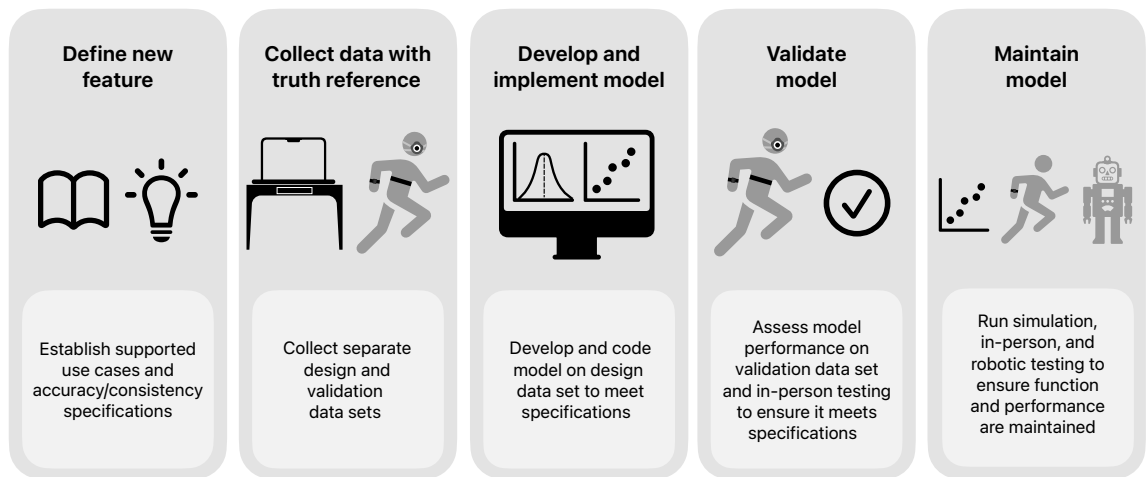 Define new
feature
Establish supported
use cases and
accuracy/consistency
specifications
Collect data with
truth reference
Collect separate
design and
validation
data sets
Develop and
implement model
Develop and code
model on design
data set to meet
specifications
Validate
model
Assess model
performance on
validation data set
and in-person testing
to ensure it meets
specifications
Maintain
model
Run simulation,
in-person, and
robotic testing to
ensure function
and performance
are maintained